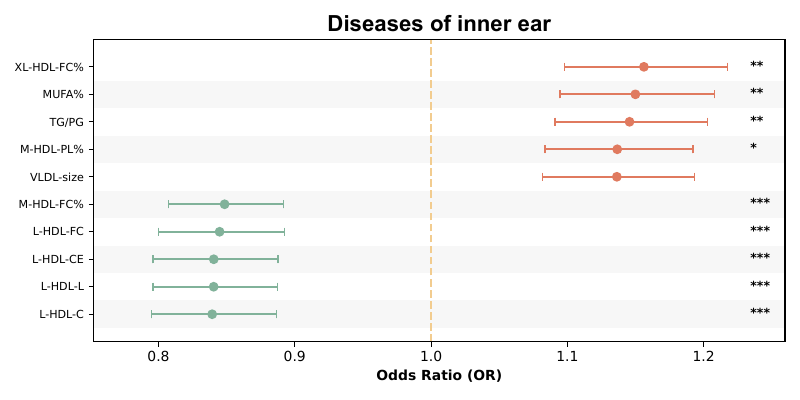 Diseases of inner ear
XL-HDL-FC% **
MUFA% **
TG/PG **
M-HDL-PL% *
VLDL-size
M-HDL-FC% ***
L-HDL-FC ***
L-HDL-CE ***
L-HDL-L ***
L-HDL-C ***
0.8 0.9 1.0 1.1 1.2
Odds Ratio (OR)